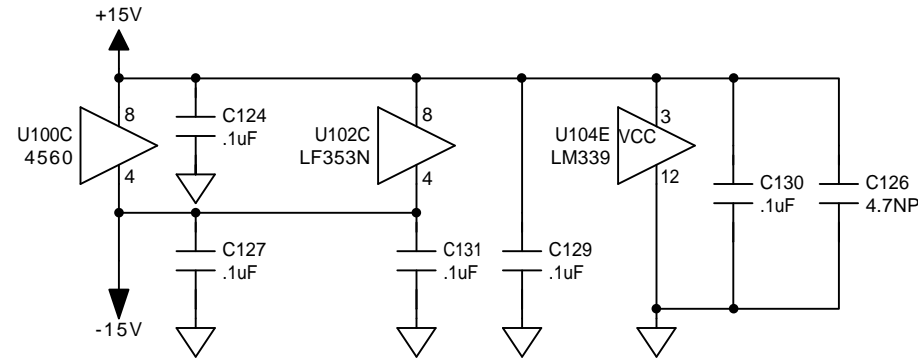 +15V
8
U100C
4560
4
C124
.1uF
8
U102C
LF353N
4
3
U104E
VCC
LM339
12
C130
.1uF
C126
4.7NP
C127
.1uF
C131
.1uF
C129
.1uF
-15V